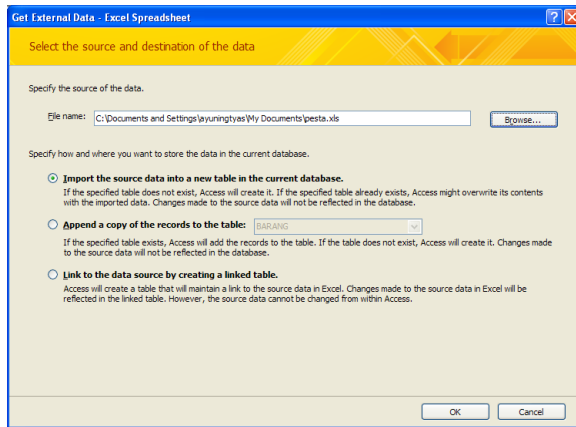 Get External Data - Excel Spreadsheet
Select the source and destination of the data
Specify the source of the data.
File name: C:\Documents and Settings\ayuningtyas\My Documents\pesta.xls Browse...
Specify how and where you want to store the data in the current database.
Import the source data into a new table in the current database.
If the specified table does not exist, Access will create it. If the specified table already exists, Access might overwrite its contents
with the imported data. Changes made to the source data will not be reflected in the database.
Append a copy of the records to the table: BARANG
If the specified table exists, Access will add the records to the table. If the table does not exist, Access will create it. Changes made
to the source data will not be reflected in the database.
Link to the data source by creating a linked table.
Access will create a table that will maintain a link to the source data in Excel. Changes made to the source data in Excel will be
reflected in the linked table. However, the source data cannot be changed from within Access.
OK Cancel